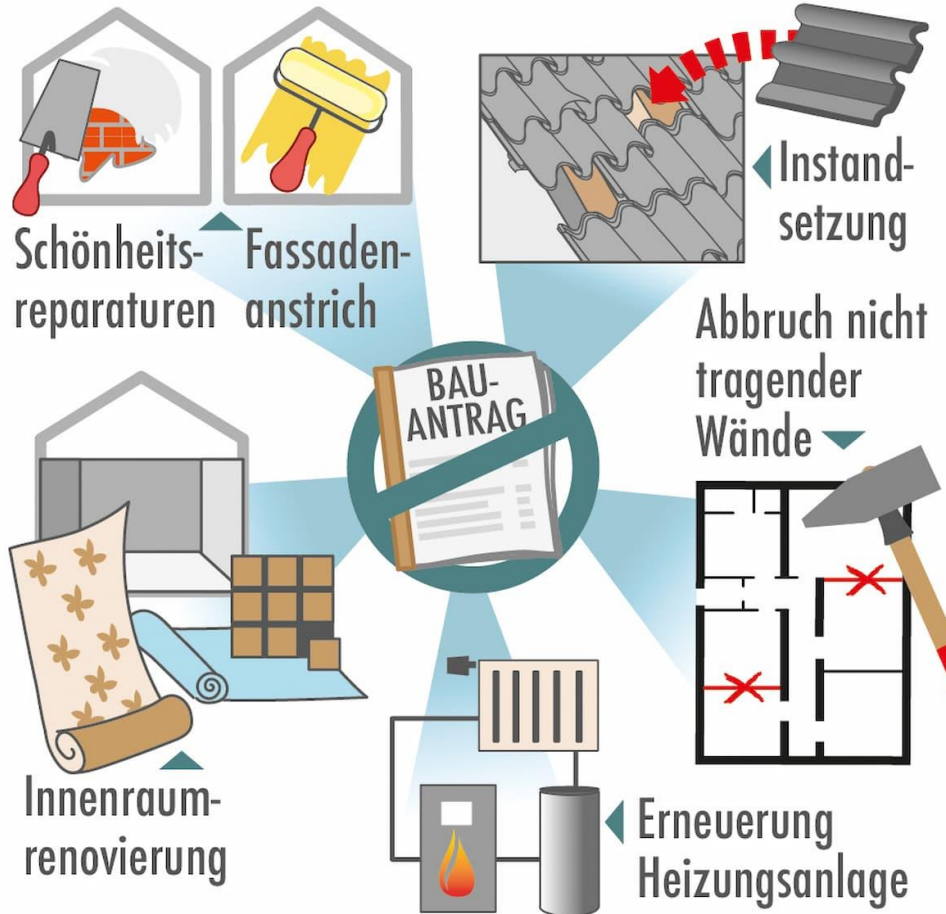 Schönheits-
reparaturen
Fassaden-
anstrich
Instand-
setzung
Abbruch nicht
tragender
Wände
BAU-
ANTRAG
Innenraum-
renovierung
Erneuerung
Heizungsanlage